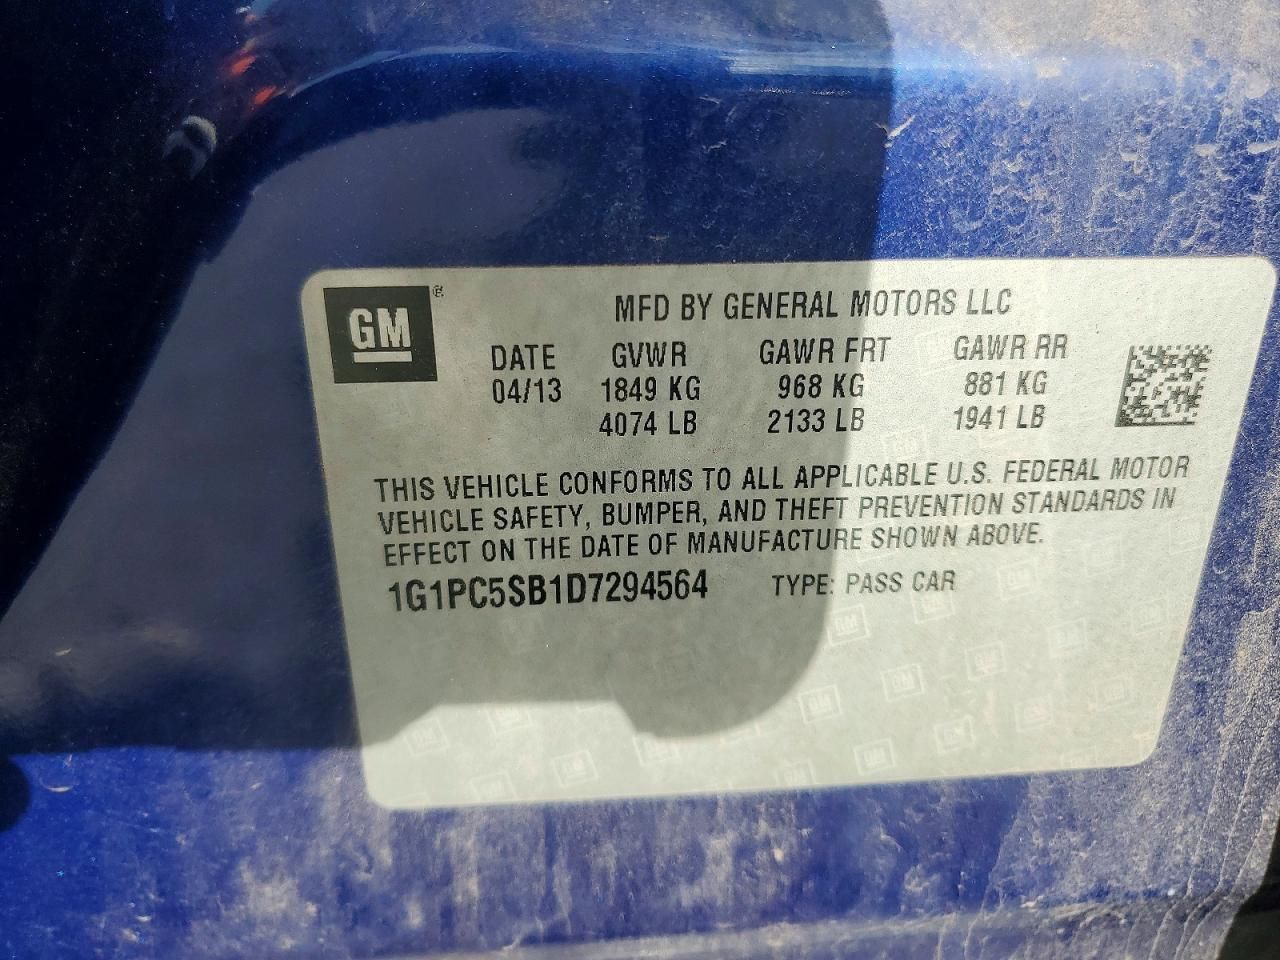 GM ®
MFD BY GENERAL MOTORS LLC
DATE GVWR GAWR FRT GAWR RR
04/13 1849 KG 968 KG 881 KG
4074 LB 2133 LB 1941 LB
THIS VEHICLE CONFORMS TO ALL APPLICABLE U.S. FEDERAL MOTOR
VEHICLE SAFETY, BUMPER, AND THEFT PREVENTION STANDARDS IN
EFFECT ON THE DATE OF MANUFACTURE SHOWN ABOVE.
1G1PC5SB1D7294564 TYPE: PASS CAR